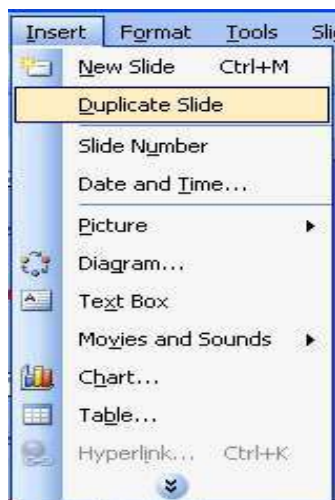 Insert Format Tools Sli
New Slide Ctrl+M
Duplicate Slide
Slide Number
Date and Time...
Picture
Diagram...
Text Box
Movies and Sounds
Chart...
Table...
Hyperlink... Ctrl+K